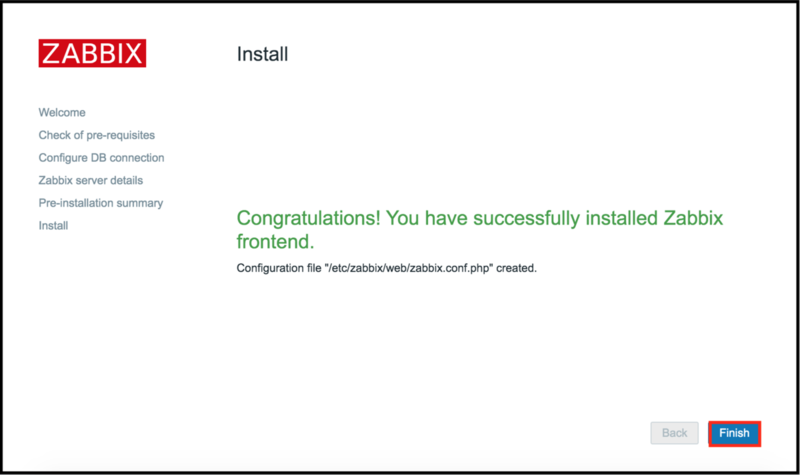 ZABBIX
Install
Welcome
Check of pre-requisites
Configure DB connection
Zabbix server details
Pre-installation summary
Install
Congratulations! You have successfully installed Zabbix
frontend.
Configuration file "/etc/zabbix/web/zabbix.conf.php" created.
Back
Finish